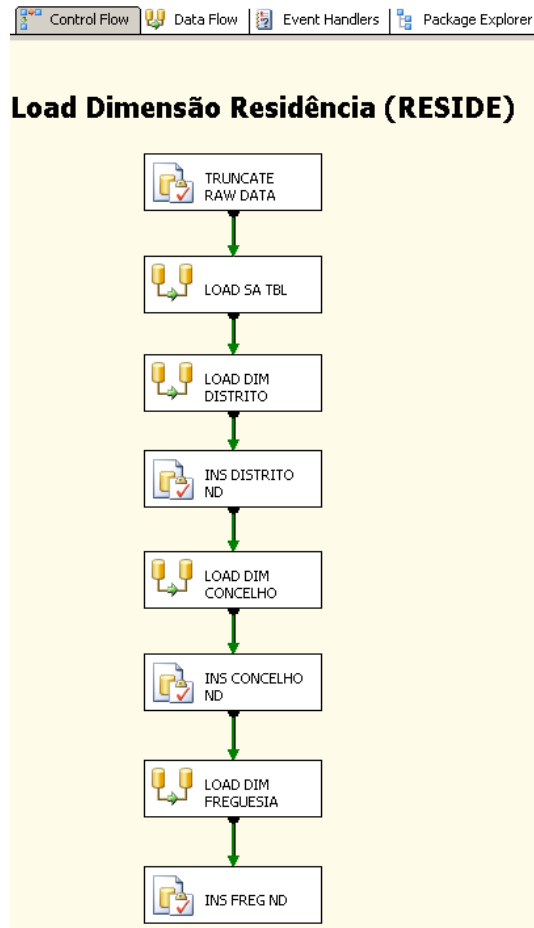 Control Flow Data Flow Event Handlers Package Explorer
Load Dimensão Residência (RESIDE)
TRUNCATE
RAW DATA
LOAD SA TBL
LOAD DIM
DISTRITO
INS DISTRITO
ND
LOAD DIM
CONCELHO
INS CONCELHO
ND
LOAD DIM
FREGUESIA
INS FREG ND